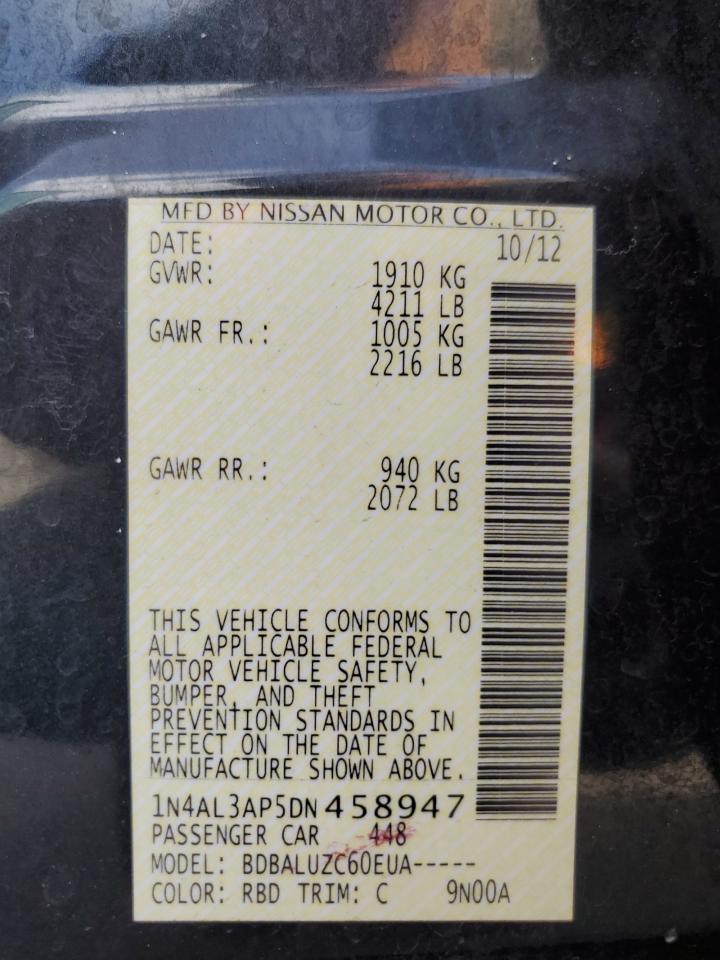 MFD BY NISSAN MOTOR CO., LTD.
DATE: 10/12
GVWR: 1910 KG
4211 LB
GAWR FR.: 1005 KG
2216 LB
GAWR RR.: 940 KG
2072 LB
THIS VEHICLE CONFORMS TO
ALL APPLICABLE FEDERAL
MOTOR VEHICLE SAFETY,
BUMPER, AND THEFT
PREVENTION STANDARDS IN
EFFECT ON THE DATE OF
MANUFACTURE SHOWN ABOVE.
1N4AL3AP5DN458947
PASSENGER CAR 448
MODEL: BDBALUZC60EUA-----
COLOR: RBD TRIM: C 9N00A